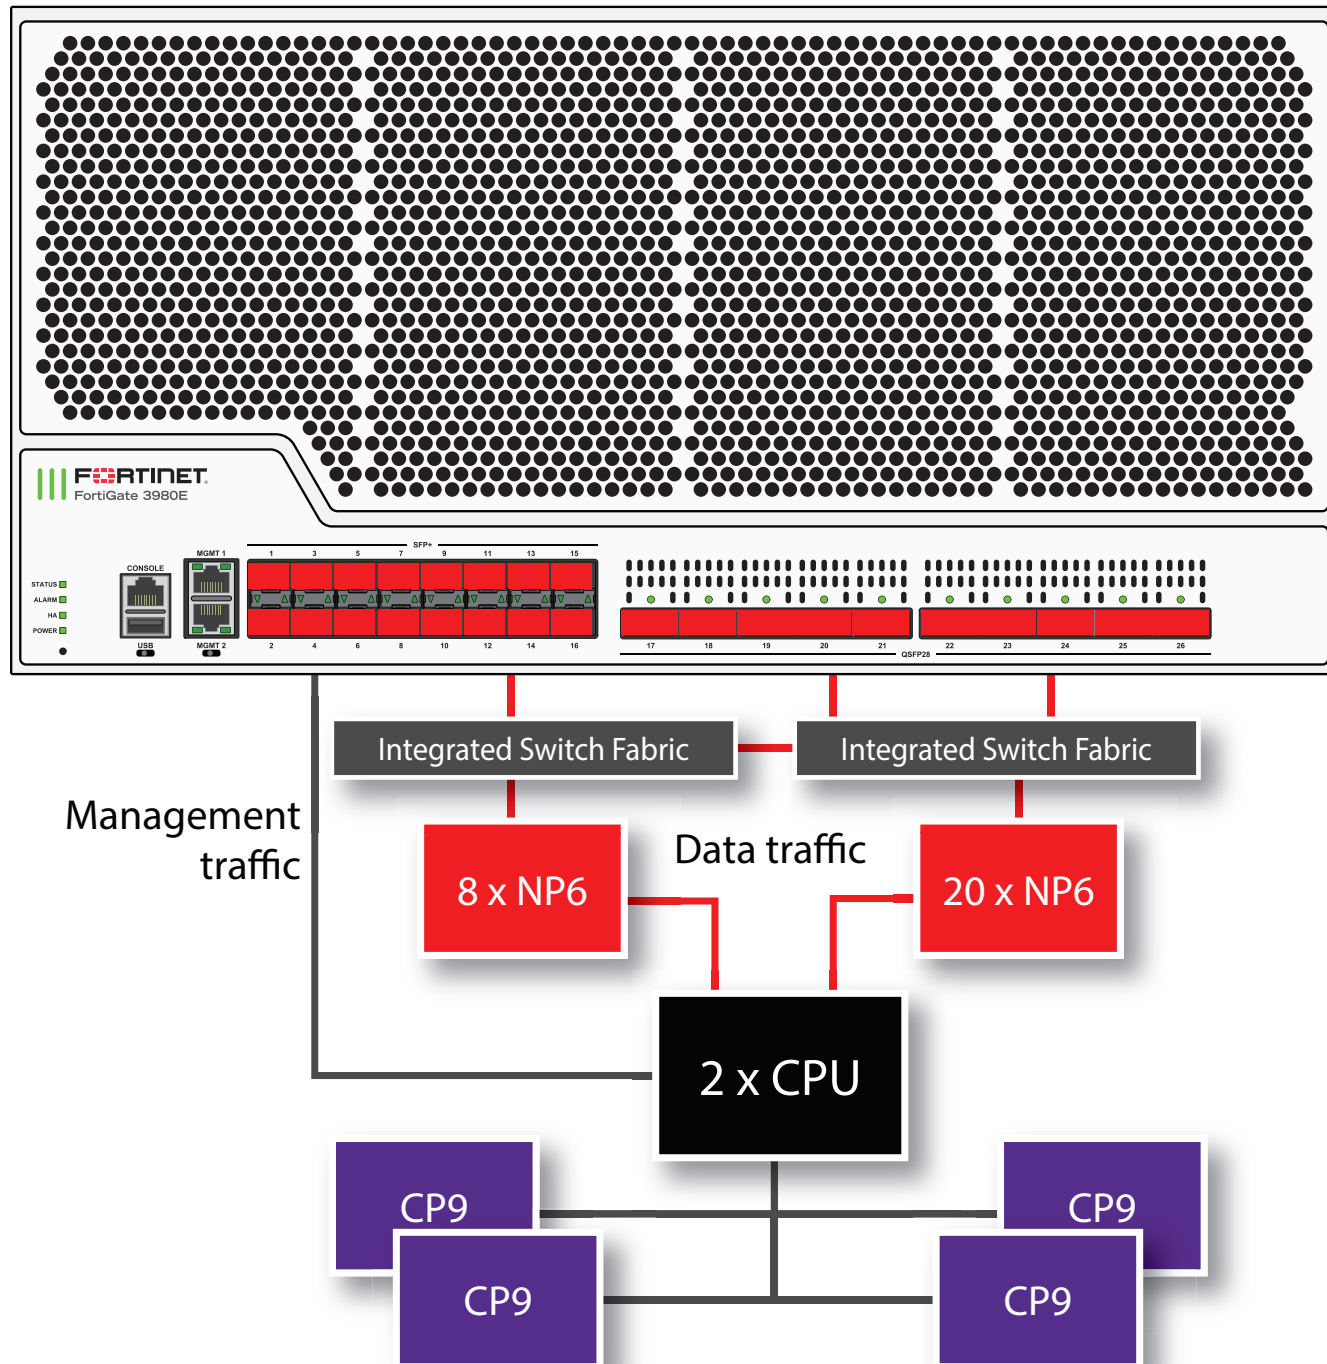 FORTINET
FortiGate 3980E
STATUS
ALARM
HA
POWER
CONSOLE
USB
MGMT 1
MGMT 2
SFP+
1 3 5 7 9 11 13 15
2 4 6 8 10 12 14 16
17 18 19 20 21 22 23 24 25 26
QSFP28
Integrated Switch Fabric
Integrated Switch Fabric
Management
traffic
Data traffic
8 x NP6
20 x NP6
2 x CPU
CP9
CP9
CP9
CP9